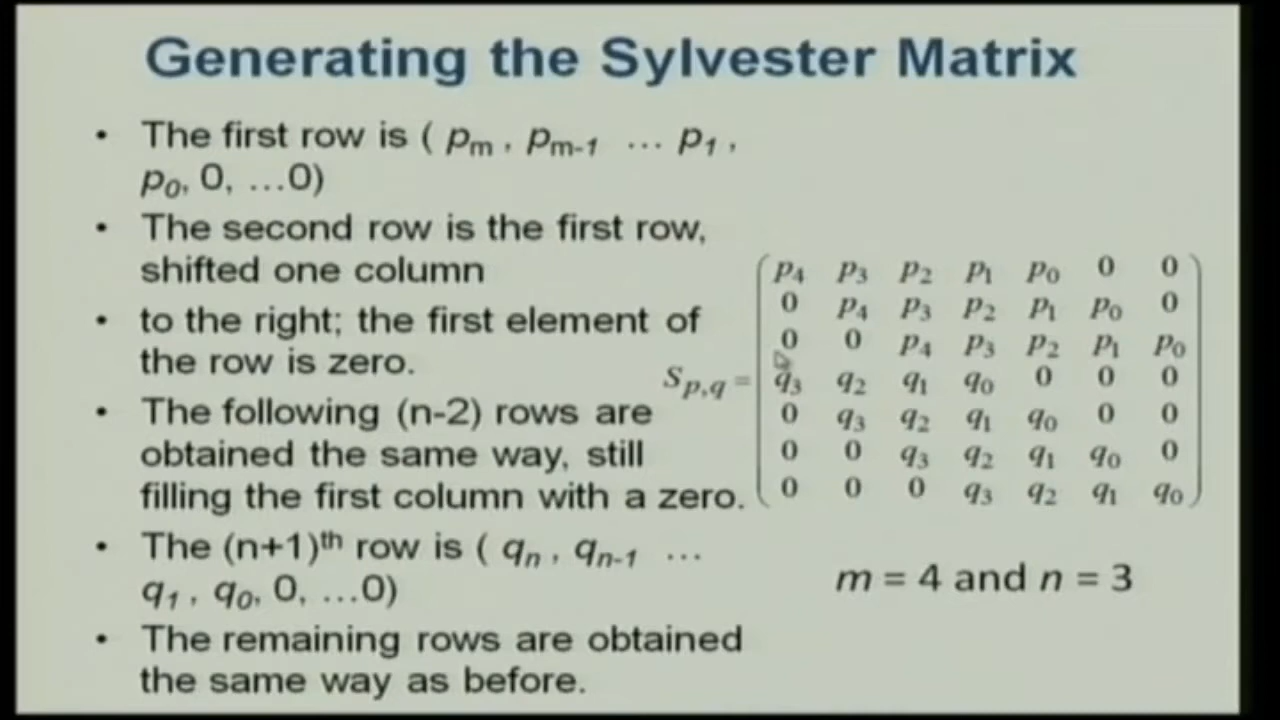 Generating the Sylvester Matrix
• The first row is ( pₘ , pₘ₋₁ … p₁ ,
p₀, 0, …0)
• The second row is the first row,
shifted one column
• to the right; the first element of
the row is zero.
• The following (n-2) rows are
obtained the same way, still
filling the first column with a zero.
• The (n+1)ᵗʰ row is ( qₙ , qₙ₋₁ …
q₁ , q₀, 0, …0)
• The remaining rows are obtained
the same way as before.
S_{p,q} =
p₄ p₃ p₂ p₁ p₀ 0 0
0 p₄ p₃ p₂ p₁ p₀ 0
0 0 p₄ p₃ p₂ p₁ p₀
q₃ q₂ q₁ q₀ 0 0 0
0 q₃ q₂ q₁ q₀ 0 0
0 0 q₃ q₂ q₁ q₀ 0
0 0 0 q₃ q₂ q₁ q₀
m = 4 and n = 3